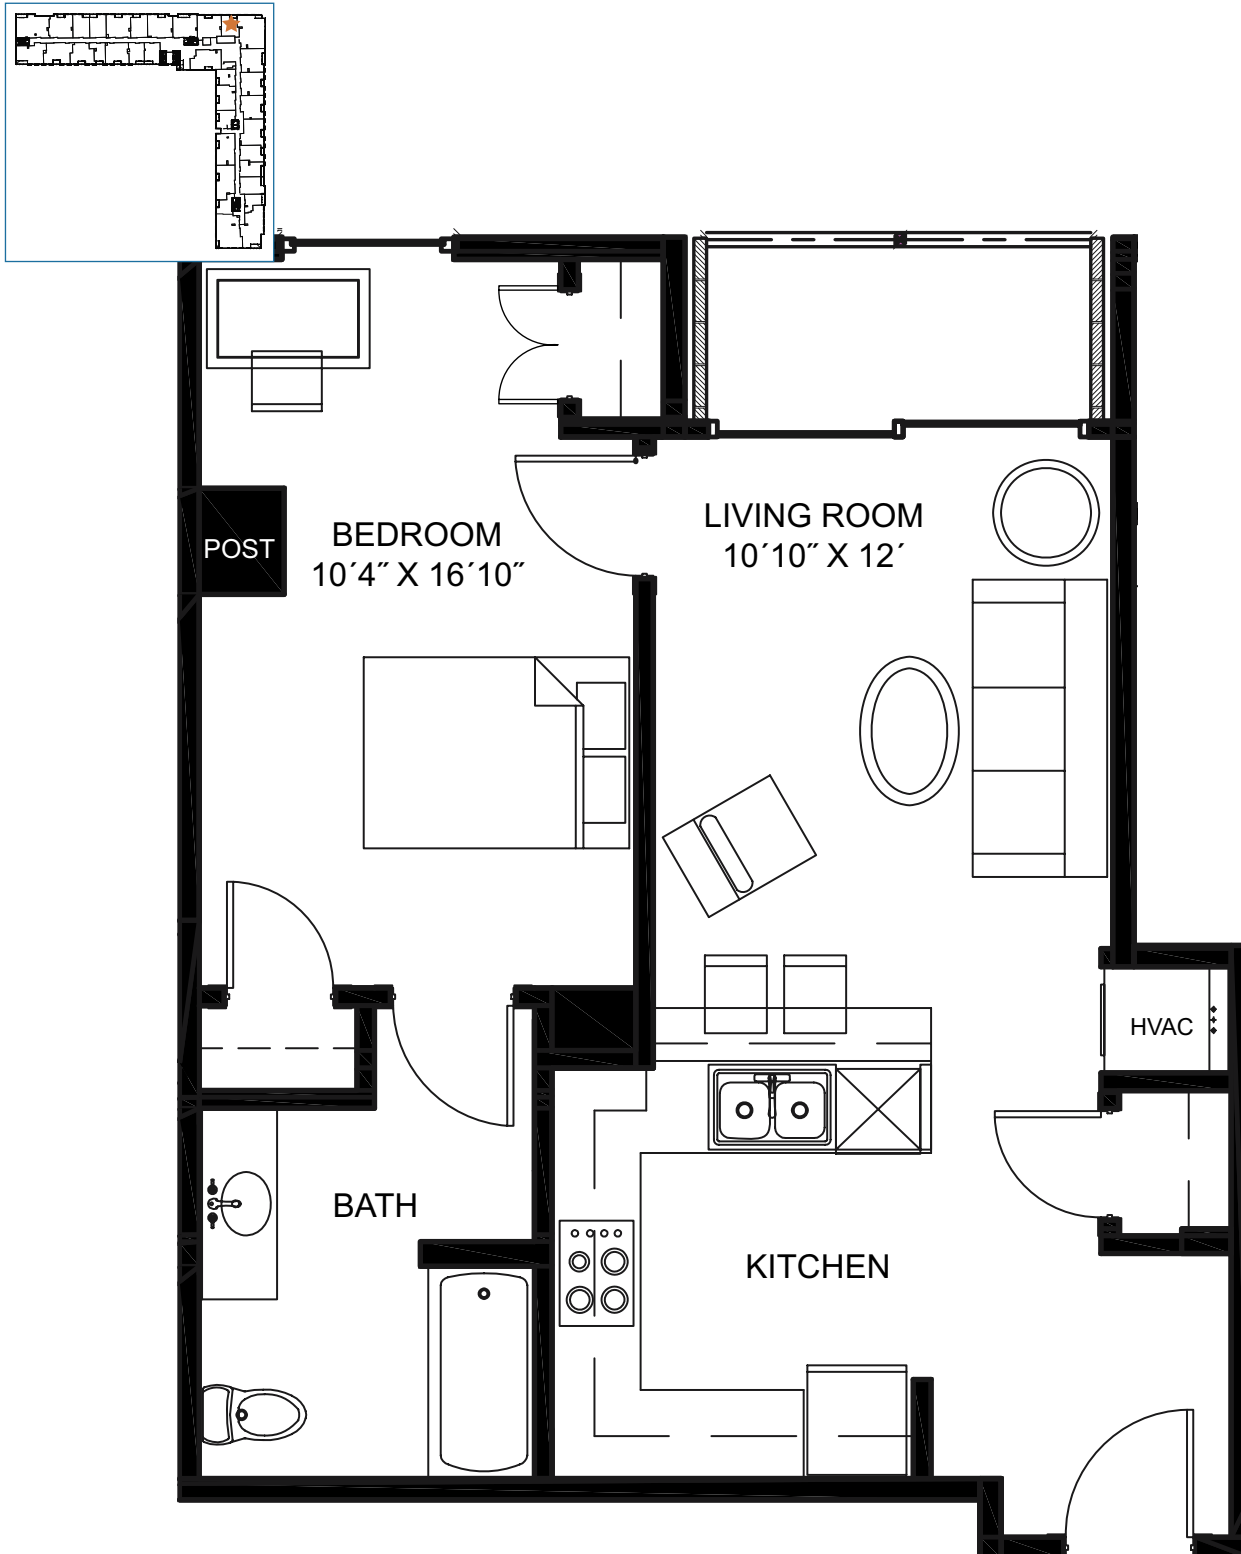 BEDROOM
10´4˝ X 16´10˝
POST
LIVING ROOM
10´10˝ X 12´
HVAC
BATH
KITCHEN